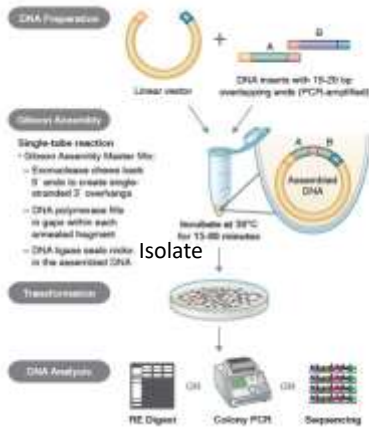 DNA Preparation
A
B
+
Linear vector
DNA inserts with 15-20 bp
overlapping ends (PCR-amplified)
Gibson Assembly
Single-tube reaction
- Gibson Assembly Master Mix:
– Exonuclease chews back
5´ ends to create single-
stranded 3´ overhangs
– DNA polymerase fills
in gaps within each
annealed fragment
– DNA ligase seals nicks
in the assembled DNA
A B
Assembled
DNA
Incubate at 50°C
for 15-60 minutes
Isolate
Transformation
DNA Analysis
OR
OR
RE Digest
Colony PCR
Sequencing